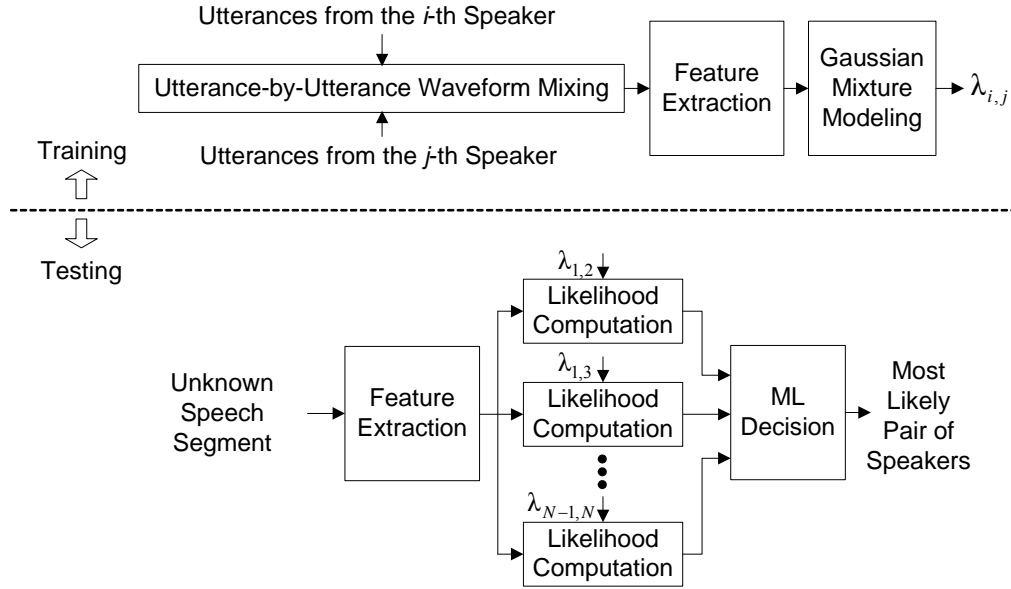 Utterances from the i-th Speaker
Utterance-by-Utterance Waveform Mixing
Utterances from the j-th Speaker
Feature
Extraction
Gaussian
Mixture
Modeling
λi,j
Training
Testing
Unknown
Speech
Segment
Feature
Extraction
λ1,2
Likelihood
Computation
λ1,3
Likelihood
Computation
λN−1,N
Likelihood
Computation
ML
Decision
Most
Likely
Pair of
Speakers